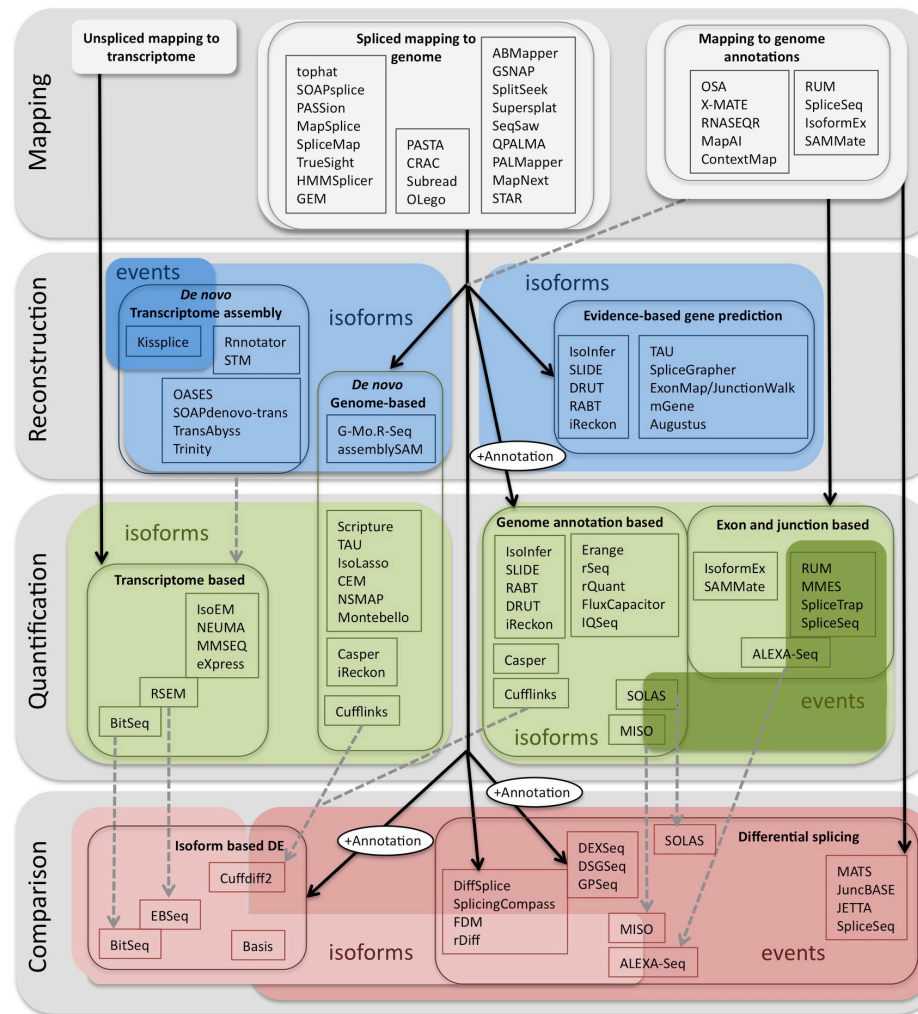 Mapping
Unspliced mapping to
transcriptome
Spliced mapping to
genome
tophat
SOAPsplice
PASSion
MapSplice
SpliceMap
TrueSight
HMMSplicer
GEM
PASTA
CRAC
Subread
OLego
ABMapper
GSNAP
SplitSeek
Supersplat
SeqSaw
QPALMA
PALMapper
MapNext
STAR
Mapping to genome
annotations
OSA
X-MATE
RNASEQR
MapAI
ContextMap
RUM
SpliceSeq
IsoformEx
SAMMate
Reconstruction
events
De novo
Transcriptome assembly
isoforms
Kissplice
Rnnotator
STM
OASES
SOAPdenovo-trans
TransAbyss
Trinity
De novo
Genome-based
G-Mo.R-Seq
assemblySAM
isoforms
Evidence-based gene prediction
IsoInfer
SLIDE
DRUT
RABT
iReckon
TAU
SpliceGrapher
ExonMap/JunctionWalk
mGene
Augustus
+Annotation
Quantification
isoforms
Transcriptome based
IsoEM
NEUMA
MMSEQ
eXpress
RSEM
BitSeq
Scripture
TAU
IsoLasso
CEM
NSMAP
Montebello
Casper
iReckon
Cufflinks
Genome annotation based
IsoInfer
SLIDE
RABT
DRUT
iReckon
Erange
rSeq
rQuant
FluxCapacitor
IQSeq
Casper
Cufflinks
SOLAS
MISO
isoforms
Exon and junction based
IsoformEx
SAMMate
RUM
MMES
SpliceTrap
SpliceSeq
ALEXA-Seq
events
Comparison
+Annotation
+Annotation
Isoform based DE
Cuffdiff2
EBSeq
BitSeq
Basis
isoforms
Differential splicing
DiffSplice
SplicingCompass
FDM
rDiff
DEXSeq
DSGSeq
GPSeq
SOLAS
MISO
ALEXA-Seq
MATS
JuncBASE
JETTA
SpliceSeq
events